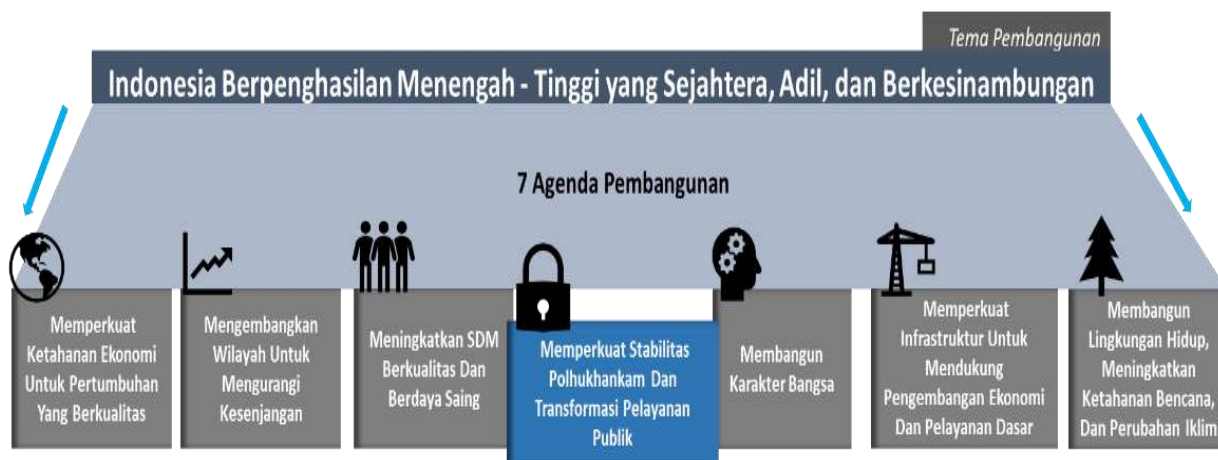 Tema Pembangunan
Indonesia Berpenghasilan Menengah - Tinggi yang Sejahtera, Adil, dan Berkesinambungan
7 Agenda Pembangunan
Memperkuat
Ketahanan Ekonomi
Untuk Pertumbuhan
Yang Berkualitas
Mengembangkan
Wilayah Untuk
Mengurangi
Kesenjangan
Meningkatkan SDM
Berkualitas Dan
Berdaya Saing
Memperkuat Stabilitas
Polhukhankam Dan
Transformasi Pelayanan
Publik
Membangun
Karakter Bangsa
Memperkuat
Infrastruktur Untuk
Mendukung
Pengembangan Ekonomi
Dan Pelayanan Dasar
Membangun
Lingkungan Hidup,
Meningkatkan
Ketahanan Bencana,
Dan Perubahan Iklim